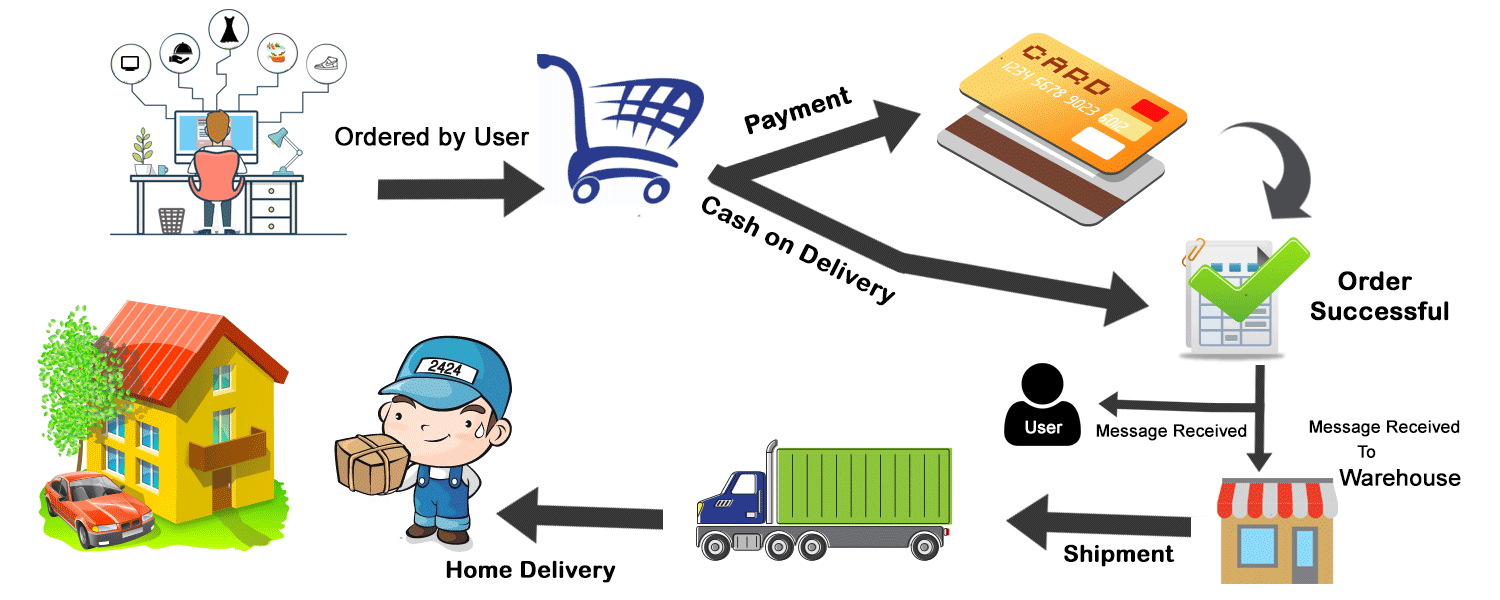 Ordered by User
Payment
CARD
1234 5678 9023 6012
Cash on Delivery
Order
Successful
User
Message Received
Message Received
To
Warehouse
Shipment
2424
Home Delivery